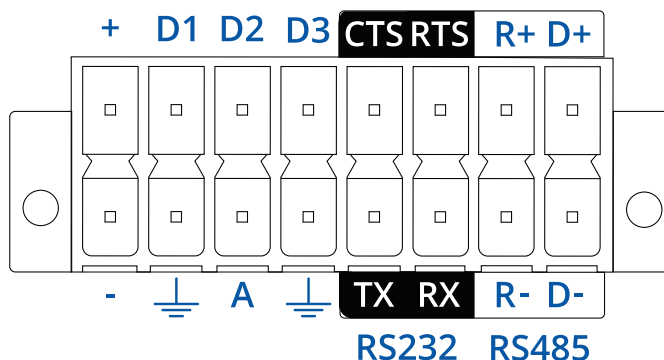 + D1 D2 D3 CTS RTS R+ D+
- A TX RX R- D-
RS232 RS485